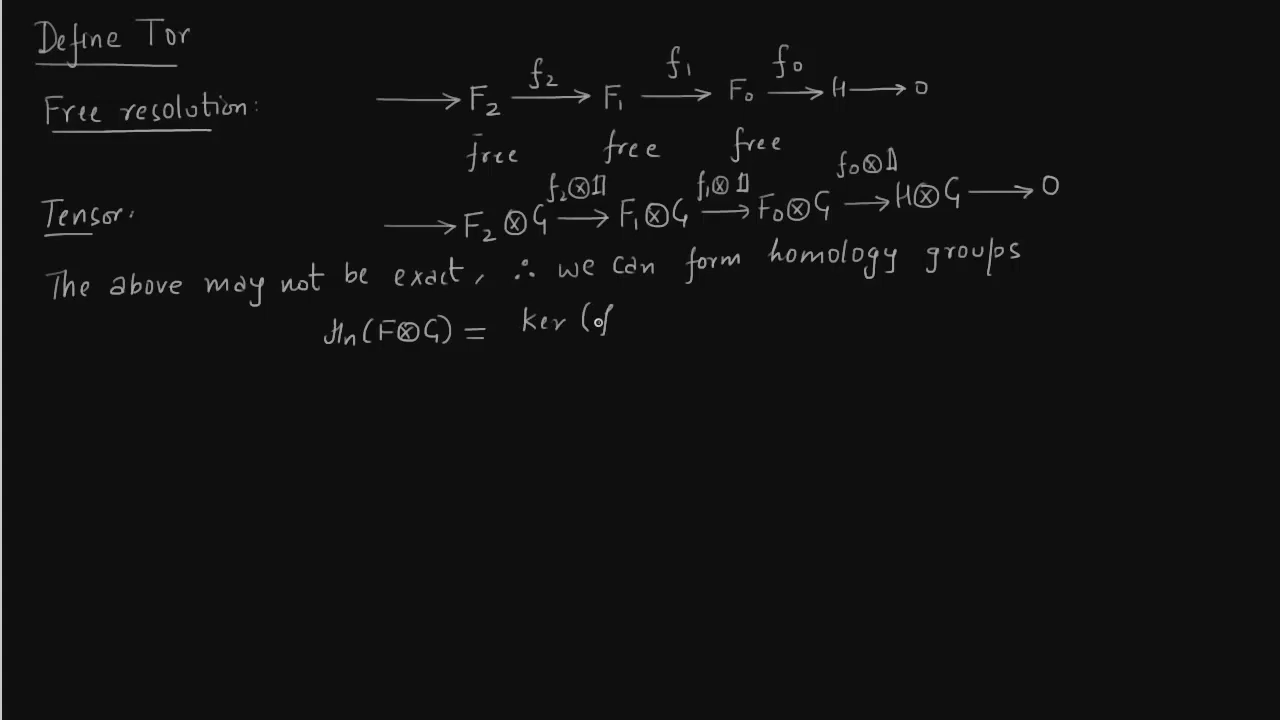 Define Tor
f₂ f₁ f₀
Free resolution: ⟶ F₂ ⟶ F₁ ⟶ F₀ ⟶ H ⟶ 0
free free free
f₂⊗𝟙 f₁⊗𝟙 f₀⊗𝟙
Tensor. ⟶ F₂⊗G ⟶ F₁⊗G ⟶ F₀⊗G ⟶ H⊗G ⟶ 0
The above may not be exact, ∴ we can form homology groups
Hn(F⊗G) = Ker (